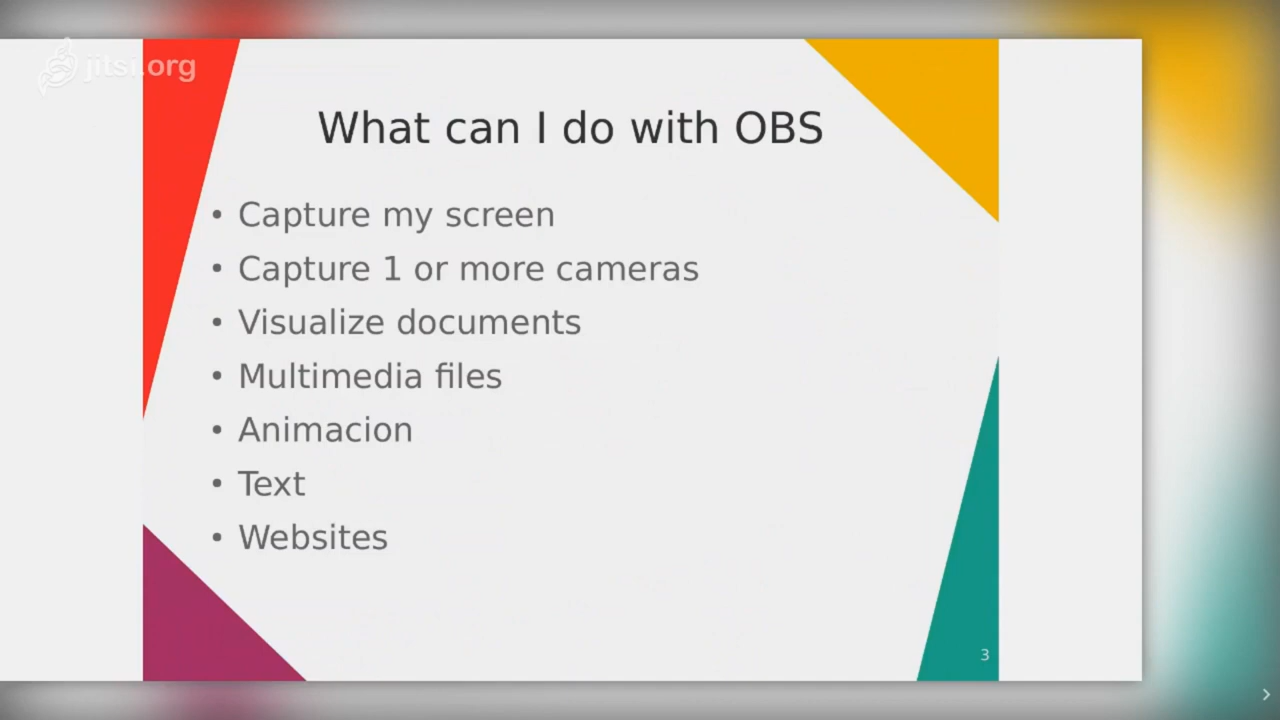 jitsi.org
What can I do with OBS
• Capture my screen
• Capture 1 or more cameras
• Visualize documents
• Multimedia files
• Animacion
• Text
• Websites
3